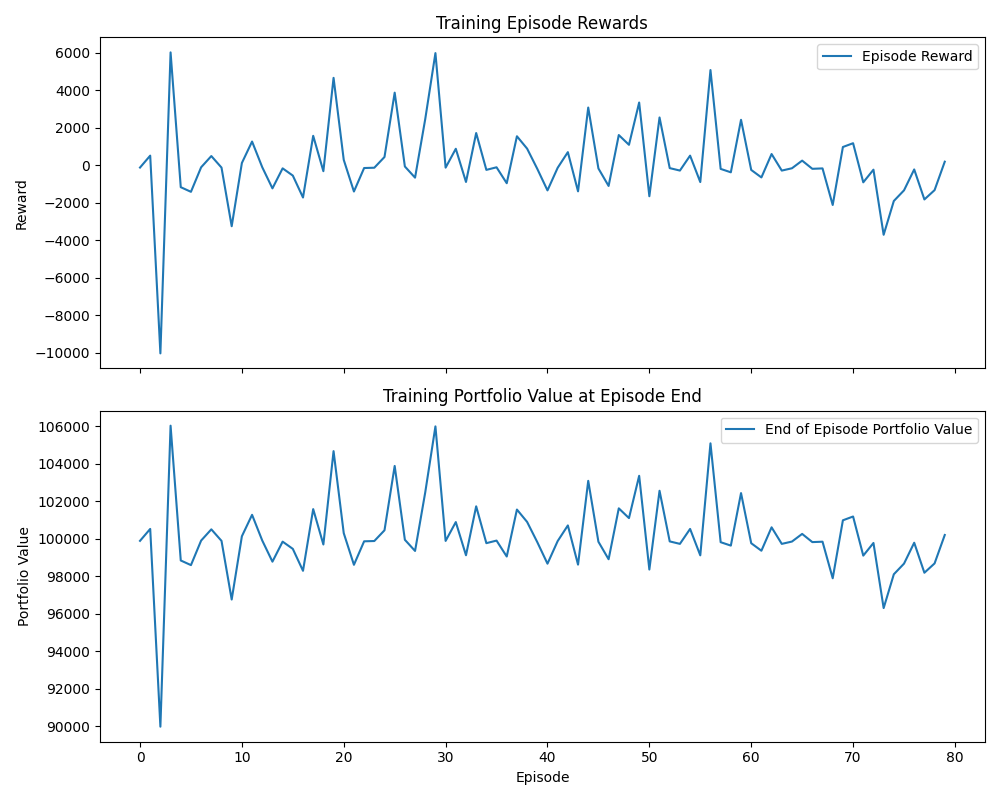 Training Episode Rewards
Episode Reward
6000
4000
2000
0
−2000
−4000
−6000
−8000
−10000
Reward
Training Portfolio Value at Episode End
End of Episode Portfolio Value
106000
104000
102000
100000
98000
96000
94000
92000
90000
Portfolio Value
0 10 20 30 40 50 60 70 80
Episode